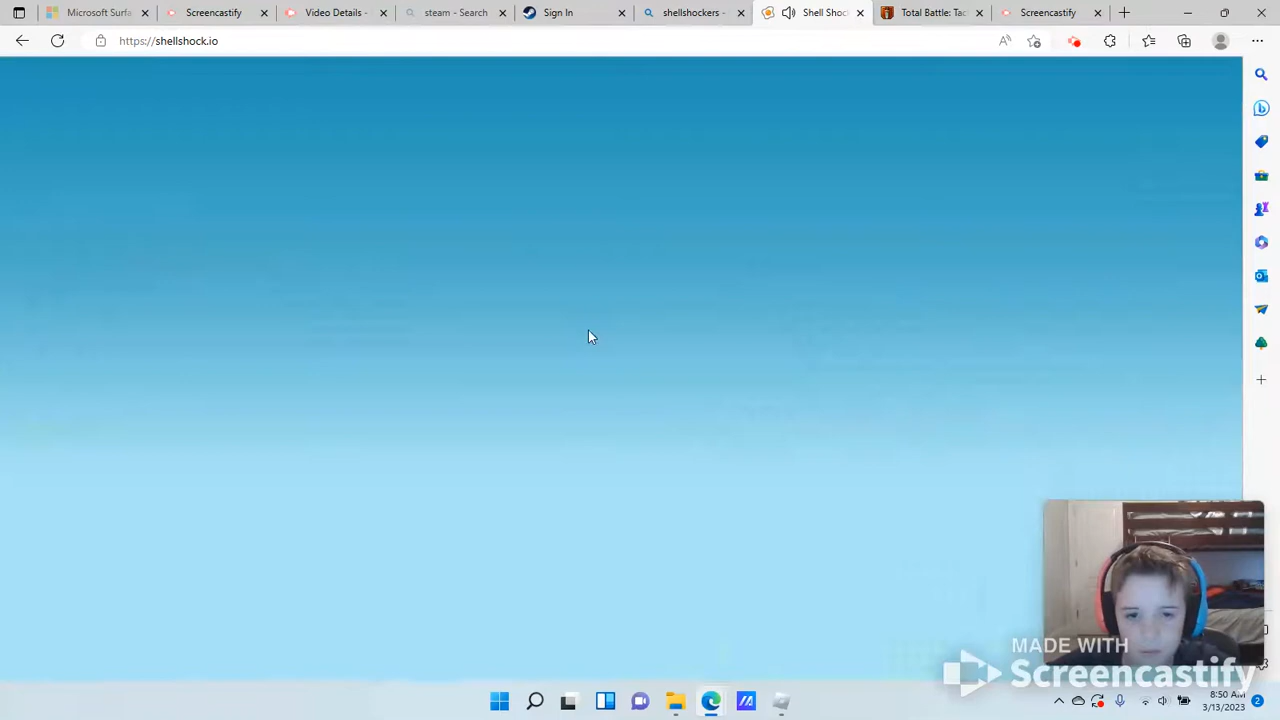 Microsoft Surfa
Screencastify
Video Details -
steam - Search
Sign In
shellshockers -
Shell Shoc
Total Battle: Tac
Screencastify
https://shellshock.io
MADE WITH
Screencastify
8:50 AM
3/13/2023
2